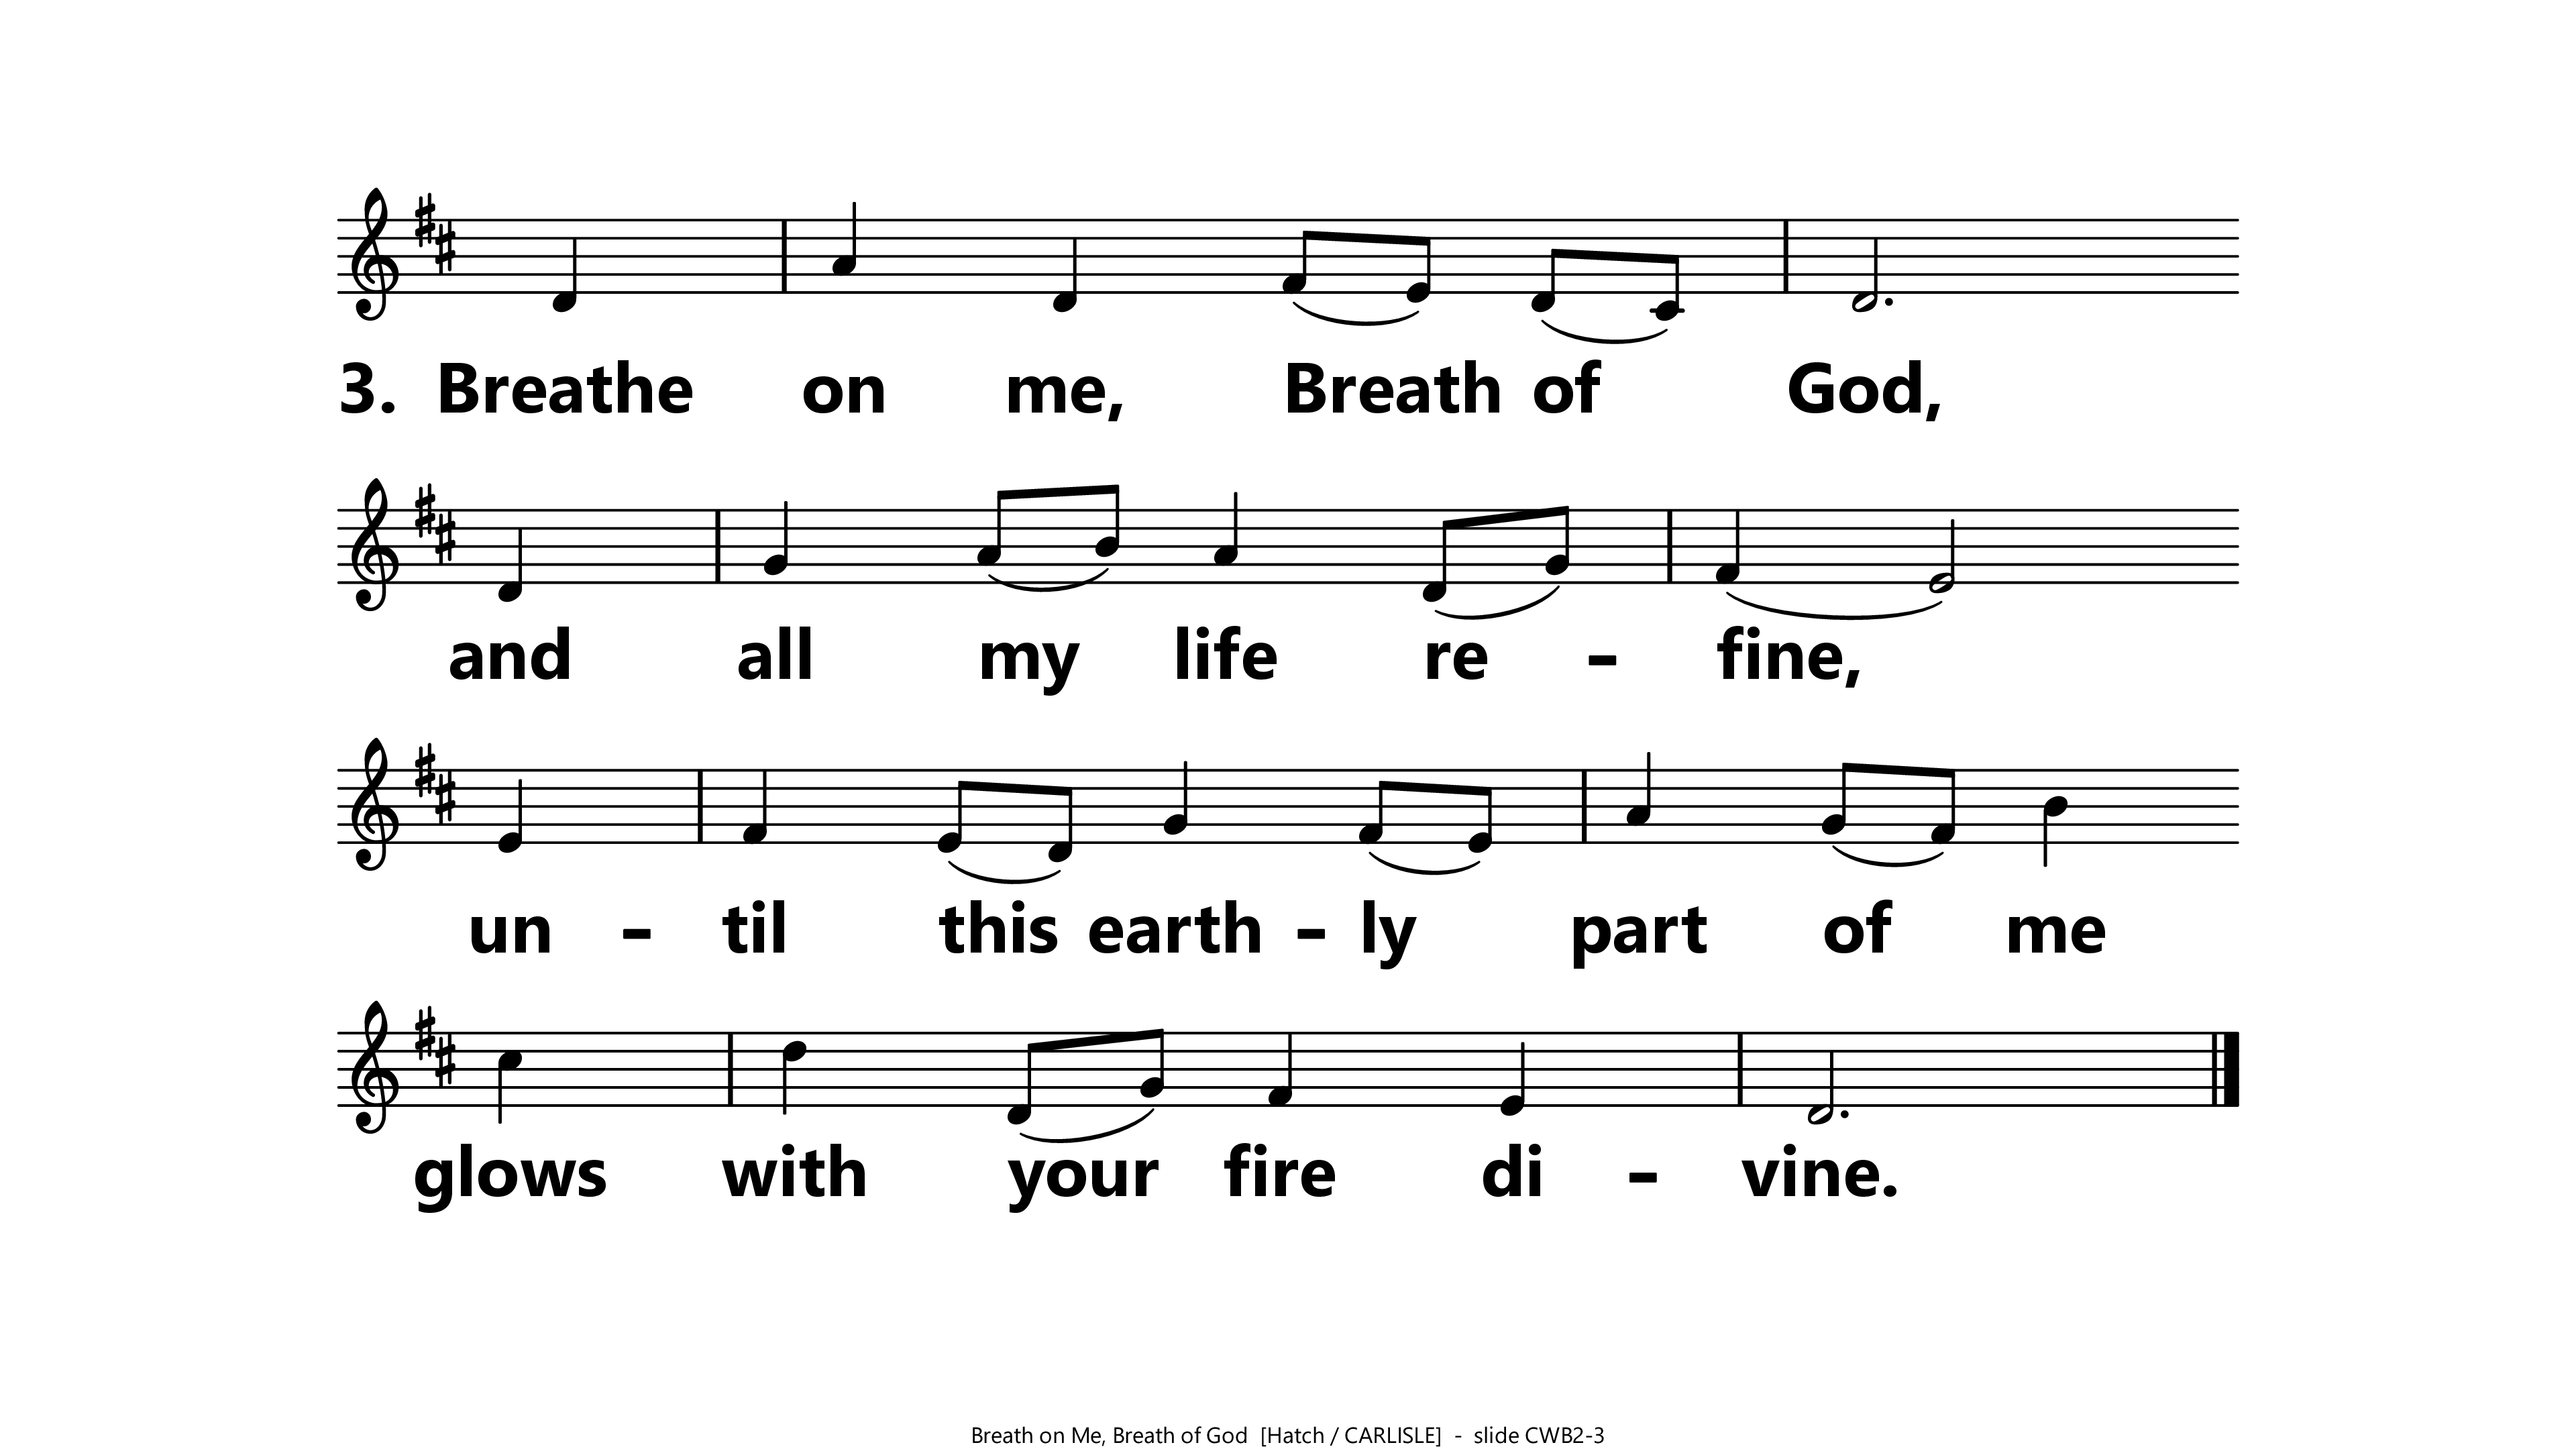 3. Breathe on me, Breath of God,
and all my life re - fine,
un - til this earth - ly part of me
glows with your fire di - vine.
Breath on Me, Breath of God [Hatch / CARLISLE] - slide CWB2-3